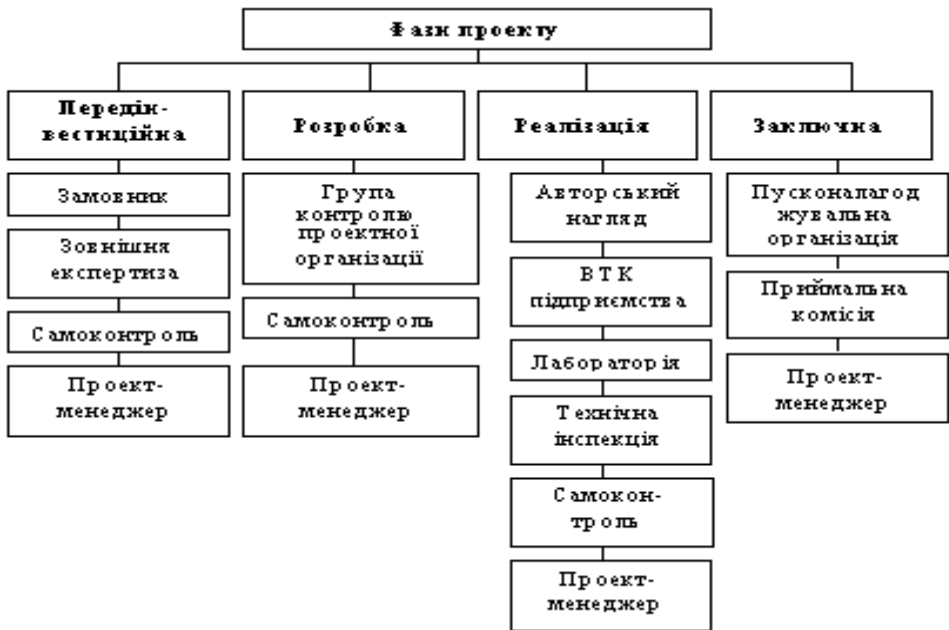 Фази проекту
Передін-
вестиційна
Замовник
Зовнішня
експертиза
Самоконтроль
Проект-
менеджер
Розробка
Група
контролю
проектної
організації
Самоконтроль
Проект-
менеджер
Реалізація
Авторський
нагляд
ВТК
підприємства
Лабораторія
Технічна
інспекція
Самокон-
троль
Проект-
менеджер
Заключна
Пусконалагод
жувальна
організація
Приймальна
комісія
Проект-
менеджер